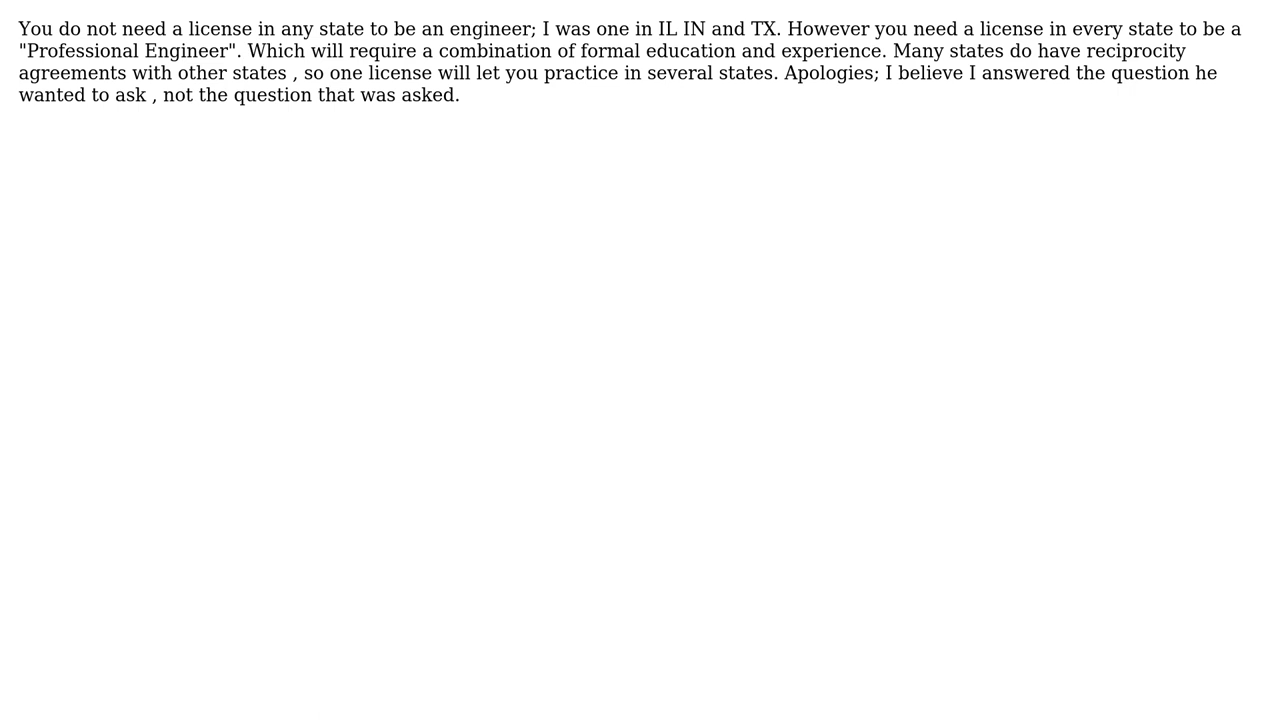 You do not need a license in any state to be an engineer; I was one in IL IN and TX. However you need a license in every state to be a
"Professional Engineer". Which will require a combination of formal education and experience. Many states do have reciprocity
agreements with other states , so one license will let you practice in several states. Apologies; I believe I answered the question he
wanted to ask , not the question that was asked.